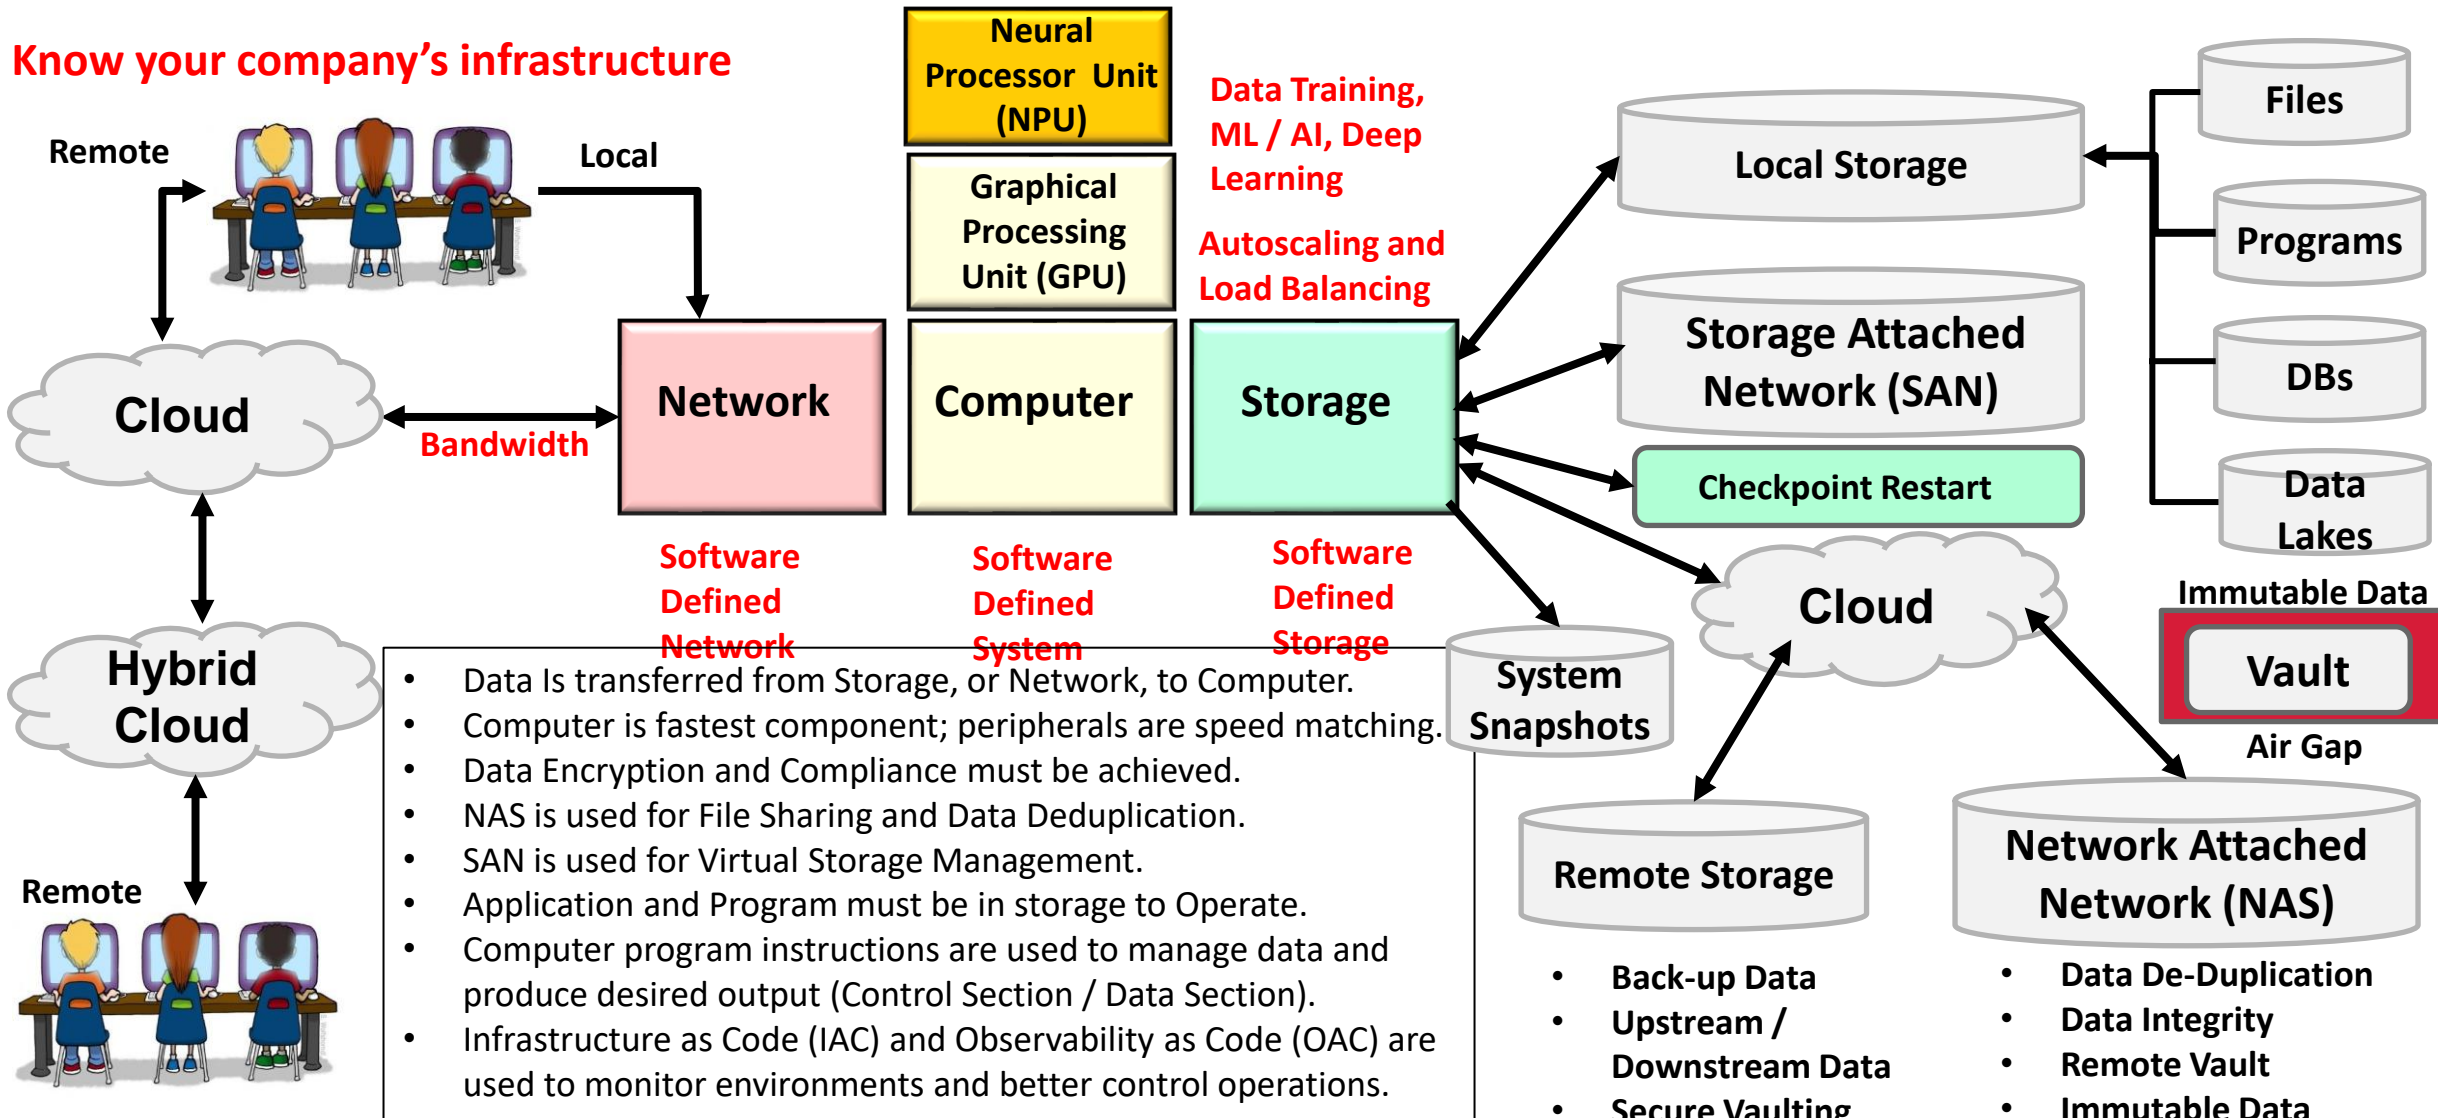 Know your company's infrastructure
Remote
Local
Cloud
Bandwidth
Hybrid
Cloud
Remote
Neural
Processor Unit
(NPU)
Graphical
Processing
Unit (GPU)
Data Training,
ML / AI, Deep
Learning
Autoscaling and
Load Balancing
Network
Computer
Storage
Software
Defined
Network
Software
Defined
System
Software
Defined
Storage
• Data Is transferred from Storage, or Network, to Computer.
• Computer is fastest component; peripherals are speed matching.
• Data Encryption and Compliance must be achieved.
• NAS is used for File Sharing and Data Deduplication.
• SAN is used for Virtual Storage Management.
• Application and Program must be in storage to Operate.
• Computer program instructions are used to manage data and
produce desired output (Control Section / Data Section).
• Infrastructure as Code (IAC) and Observability as Code (OAC) are
used to monitor environments and better control operations.
Local Storage
Storage Attached
Network (SAN)
Checkpoint Restart
Cloud
System
Snapshots
Files
Programs
DBs
Data
Lakes
Immutable Data
Vault
Air Gap
Remote Storage
• Back-up Data
• Upstream /
Downstream Data
• Secure Vaulting
Network Attached
Network (NAS)
• Data De-Duplication
• Data Integrity
• Remote Vault
• Immutable Data